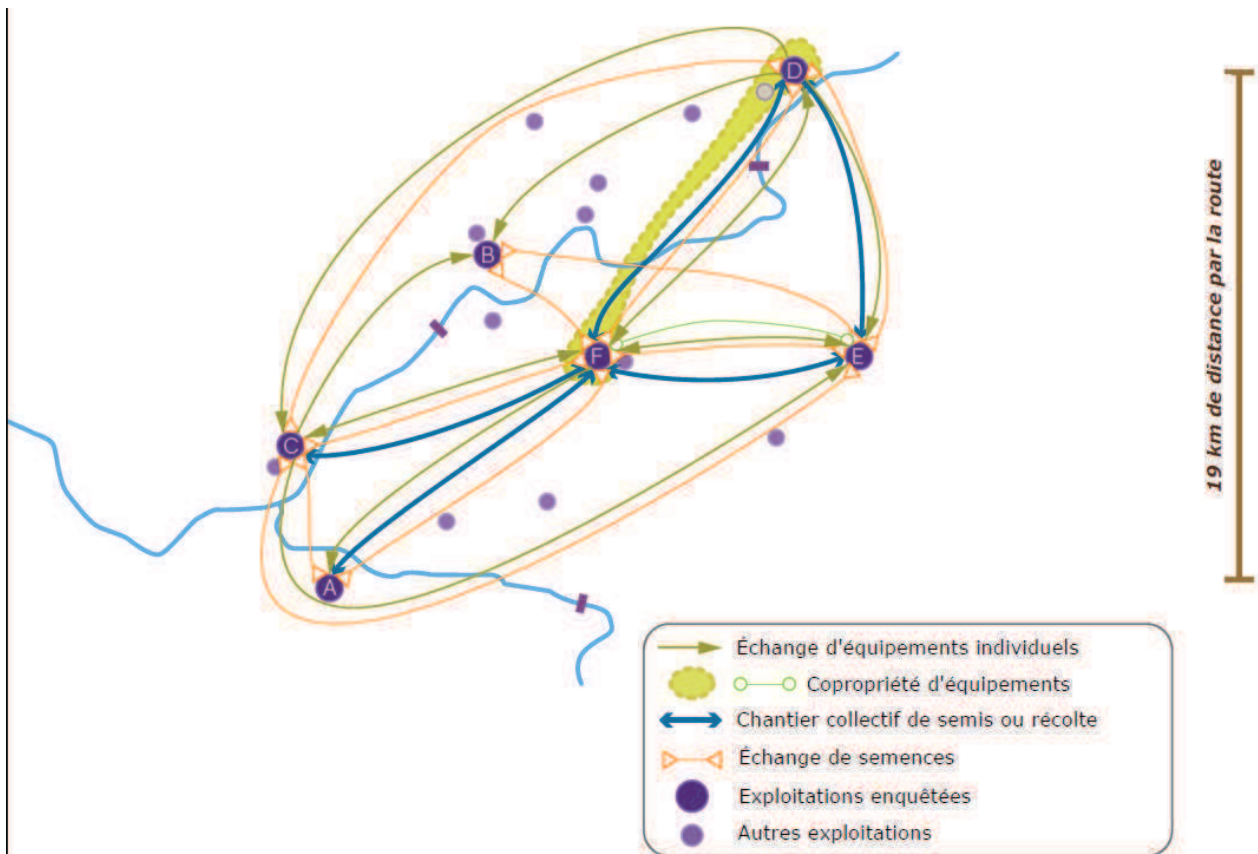 D
B
F
E
C
A
19 km de distance par la route
Échange d'équipements individuels
Copropriété d'équipements
Chantier collectif de semis ou récolte
Échange de semences
Exploitations enquêtées
Autres exploitations